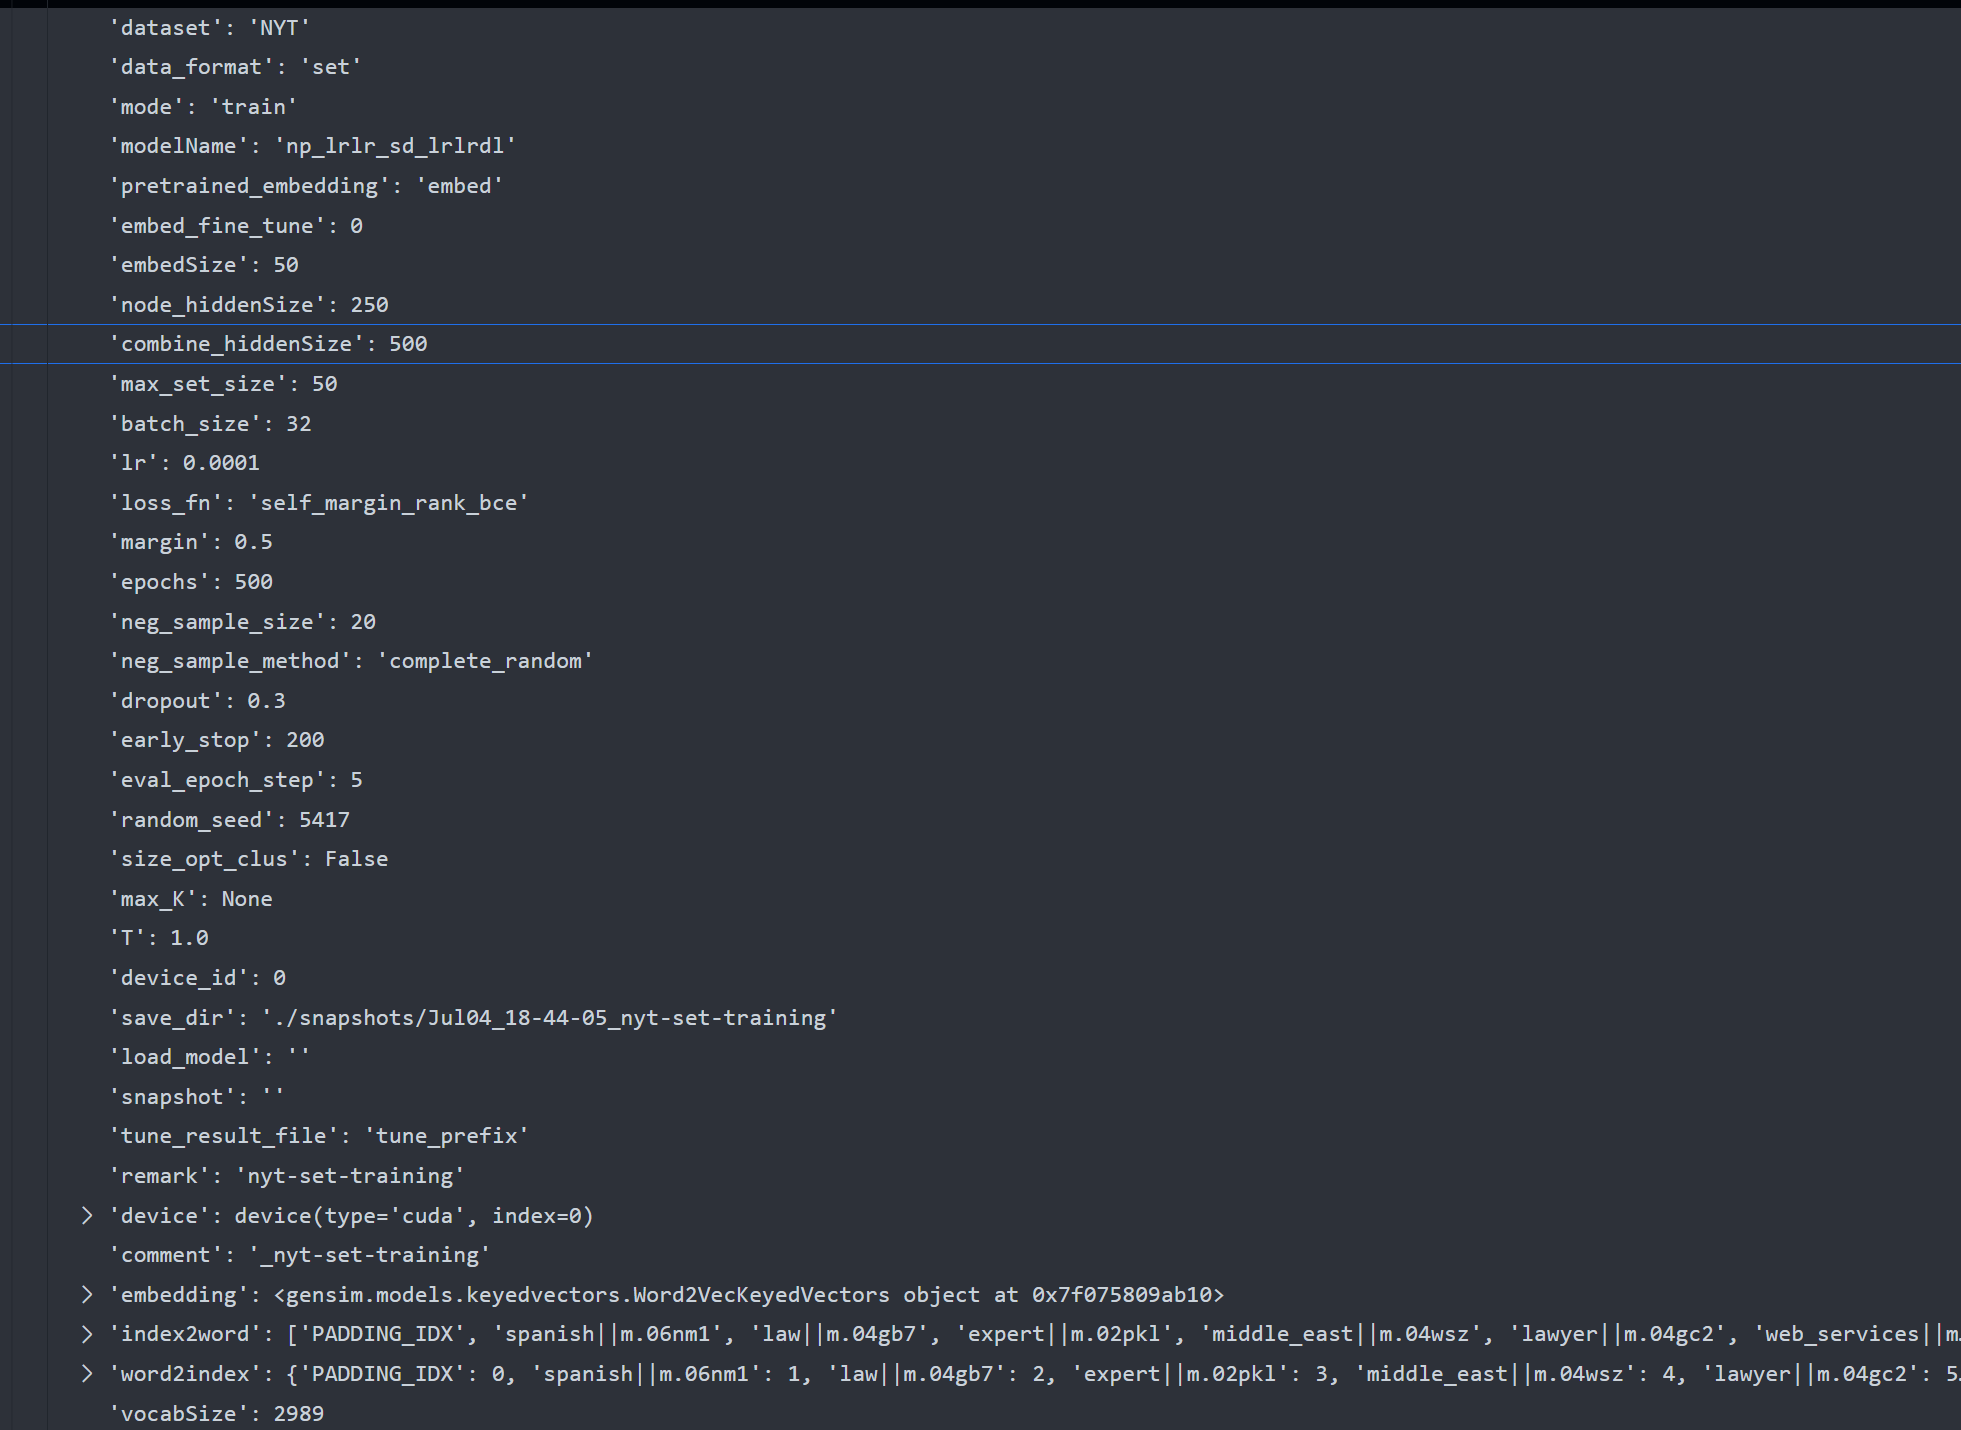 'dataset': 'NYT'
'data_format': 'set'
'mode': 'train'
'modelName': 'np_lrlr_sd_lrlrdl'
'pretrained_embedding': 'embed'
'embed_fine_tune': 0
'embedSize': 50
'node_hiddenSize': 250
'combine_hiddenSize': 500
'max_set_size': 50
'batch_size': 32
'lr': 0.0001
'loss_fn': 'self_margin_rank_bce'
'margin': 0.5
'epochs': 500
'neg_sample_size': 20
'neg_sample_method': 'complete_random'
'dropout': 0.3
'early_stop': 200
'eval_epoch_step': 5
'random_seed': 5417
'size_opt_clus': False
'max_K': None
'T': 1.0
'device_id': 0
'save_dir': './snapshots/Jul04_18-44-05_nyt-set-training'
'load_model': ''
'snapshot': ''
'tune_result_file': 'tune_prefix'
'remark': 'nyt-set-training'
'device': device(type='cuda', index=0)
'comment': '_nyt-set-training'
'embedding': <gensim.models.keyedvectors.Word2VecKeyedVectors object at 0x7f075809ab10>
'index2word': ['PADDING_IDX', 'spanish||m.06nm1', 'law||m.04gb7', 'expert||m.02pkl', 'middle_east||m.04wsz', 'lawyer||m.04gc2', 'web_services||m.
'word2index': {'PADDING_IDX': 0, 'spanish||m.06nm1': 1, 'law||m.04gb7': 2, 'expert||m.02pkl': 3, 'middle_east||m.04wsz': 4, 'lawyer||m.04gc2': 5
'vocabSize': 2989